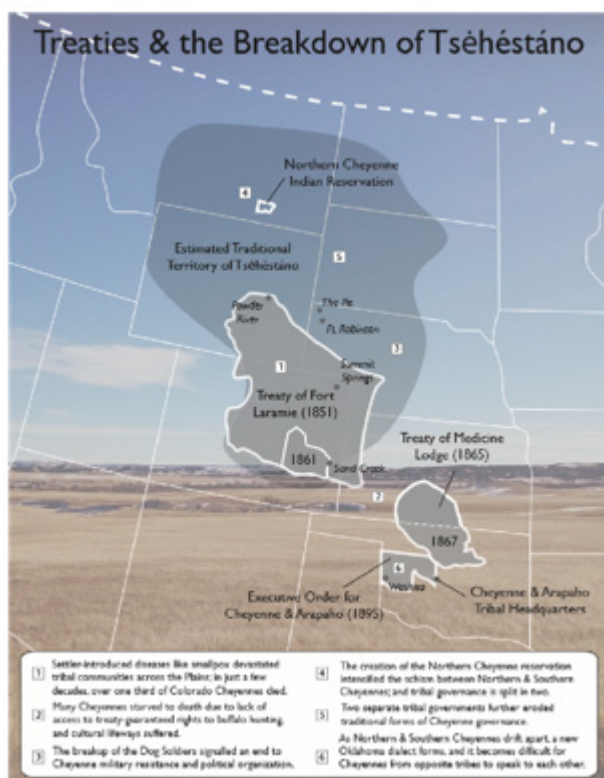 Treaties & the Breakdown of Tsėhéstáno
Northern Cheyenne
Indian Reservation
4
Estimated Traditional
Territory of Tsėhéstáno
5
Powder
River
The Pe
Ft. Robinson
3
1
Summit
Springs
Treaty of Fort
Laramie (1851)
Treaty of Medicine
Lodge (1865)
1861
Sand Creek
2
1867
6
Washita
Executive Order for
Cheyenne & Arapaho (1895)
Cheyenne & Arapaho
Tribal Headquarters
1
Settler-introduced diseases like smallpox devastated
tribal communities across the Plains; in just a few
decades, over one third of Colorado Cheyennes died.
2
Many Cheyennes starved to death due to lack of
access to treaty-guaranteed rights to buffalo hunting,
and cultural lifeways suffered.
3
The breakup of the Dog Soldiers signalled an end to
Cheyenne military resistance and political organization.
4
The creation of the Northern Cheyenne reservation
intensified the schism between Northern & Southern
Cheyennes; and tribal governance is split in two.
5
Two separate tribal governments further eroded
traditional forms of Cheyenne governance.
6
As Northern & Southern Cheyennes drift apart, a new
Oklahoma dialect forms, and it becomes difficult for
Cheyennes from opposite tribes to speak to each other.